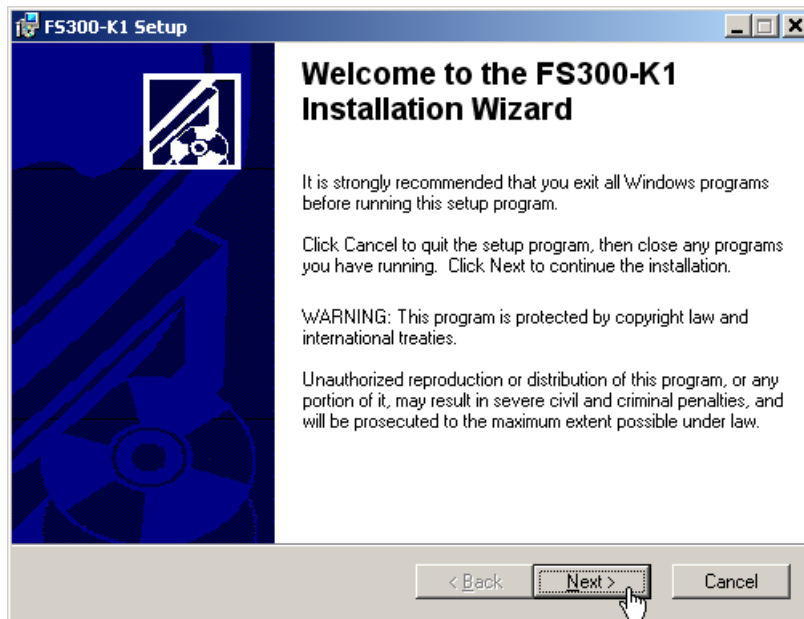 FS300-K1 Setup
Welcome to the FS300-K1
Installation Wizard
It is strongly recommended that you exit all Windows programs
before running this setup program.
Click Cancel to quit the setup program, then close any programs
you have running.  Click Next to continue the installation.
WARNING: This program is protected by copyright law and
international treaties.
Unauthorized reproduction or distribution of this program, or any
portion of it, may result in severe civil and criminal penalties, and
will be prosecuted to the maximum extent possible under law.
< Back Next > Cancel